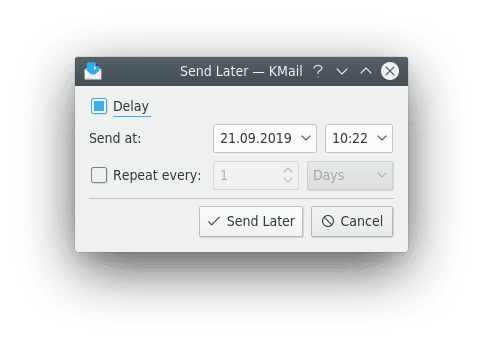 Send Later — KMail
Delay
Send at: 21.09.2019 10:22
Repeat every: 1 Days
Send Later Cancel